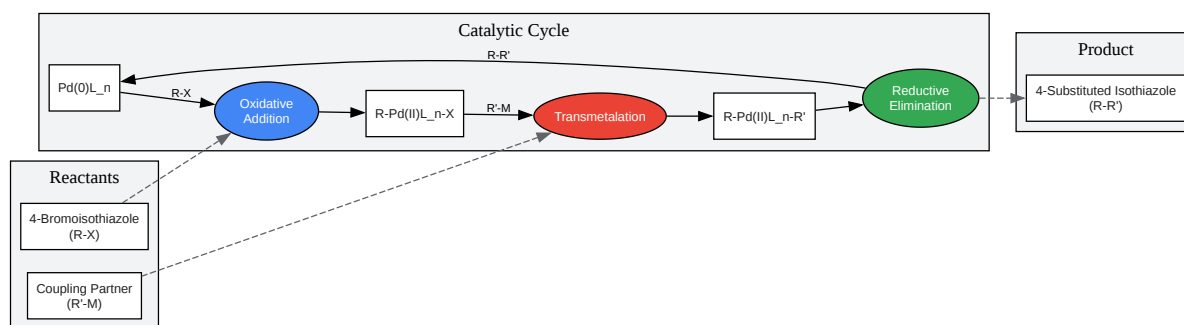 Catalytic Cycle
Pd(0)L_n
R-X
Oxidative
Addition
R-Pd(II)L_n-X
R'-M
Transmetalation
R-Pd(II)L_n-R'
Reductive
Elimination
R-R'
Product
4-Substituted Isothiazole
(R-R')
Reactants
4-Bromoisothiazole
(R-X)
Coupling Partner
(R'-M)